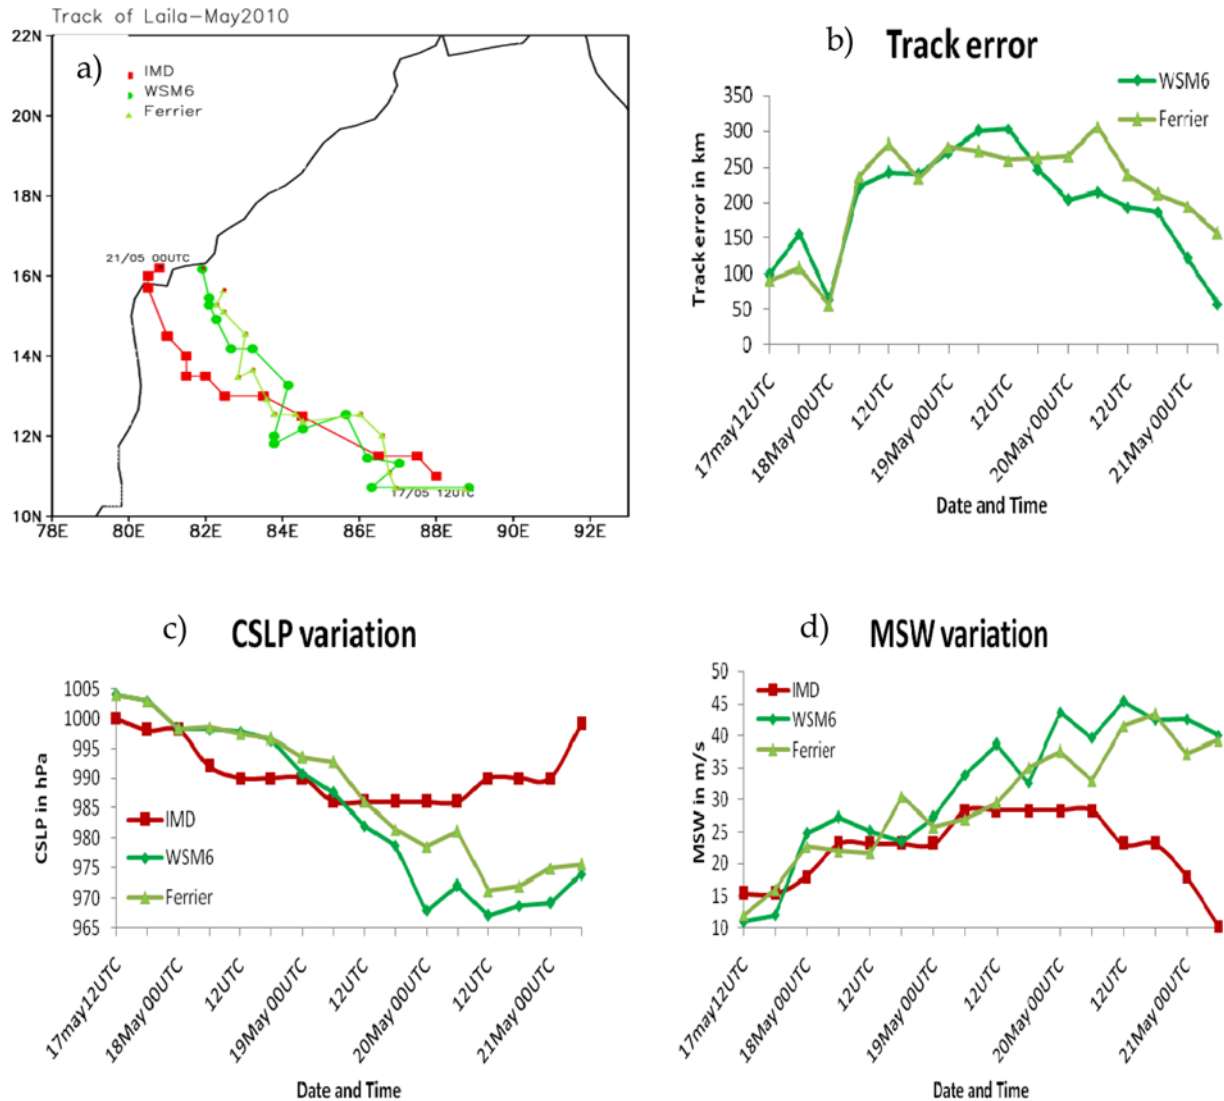 Track of Laila-May2010
a)
IMD
WSM6
Ferrier
22N
20N
18N
16N
14N
12N
10N
21/05 00UTC
17/05 12UTC
78E 80E 82E 84E 86E 88E 90E 92E
b) Track error
WSM6
Ferrier
Track error in km
350
300
250
200
150
100
50
0
17may12UTC
18May 00UTC
12UTC
19May 00UTC
12UTC
20May 00UTC
12UTC
21May 00UTC
Date and Time
c) CSLP variation
CSLP in hPa
1005
1000
995
990
985
980
975
970
965
IMD
WSM6
Ferrier
17may12UTC
18May 00UTC
12UTC
19May 00UTC
12UTC
20May 00UTC
12UTC
21May 00UTC
Date and Time
d) MSW variation
MSW in m/s
50
45
40
35
30
25
20
15
10
IMD
WSM6
Ferrier
17may12UTC
18May 00UTC
12UTC
19May 00UTC
12UTC
20May 00UTC
12UTC
21May 00UTC
Date and Time